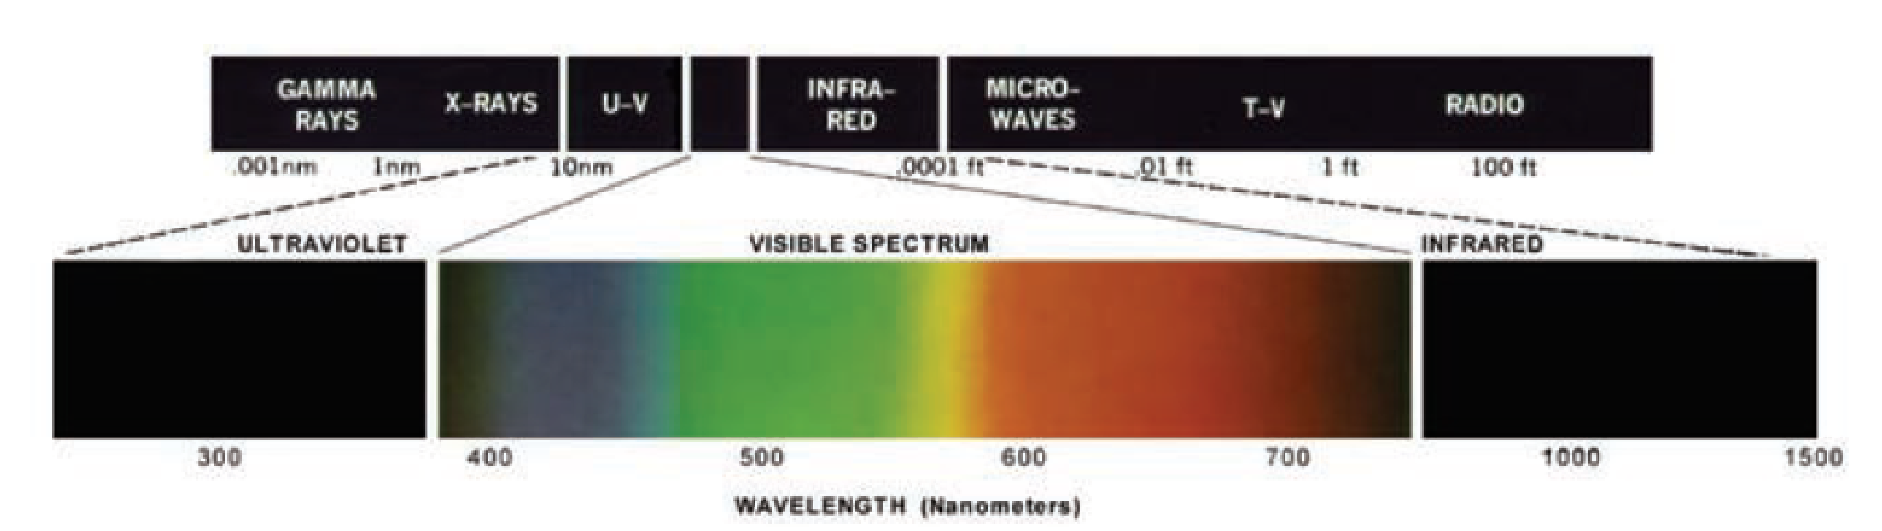 GAMMA RAYS
X-RAYS
U-V
INFRA-
RED
MICRO-
WAVES
T-V
RADIO
.001nm 1nm 10nm .0001 ft .01 ft 1 ft 100 ft
ULTRAVIOLET VISIBLE SPECTRUM INFRARED
300 400 500 600 700 1000 1500
WAVELENGTH (Nanometers)